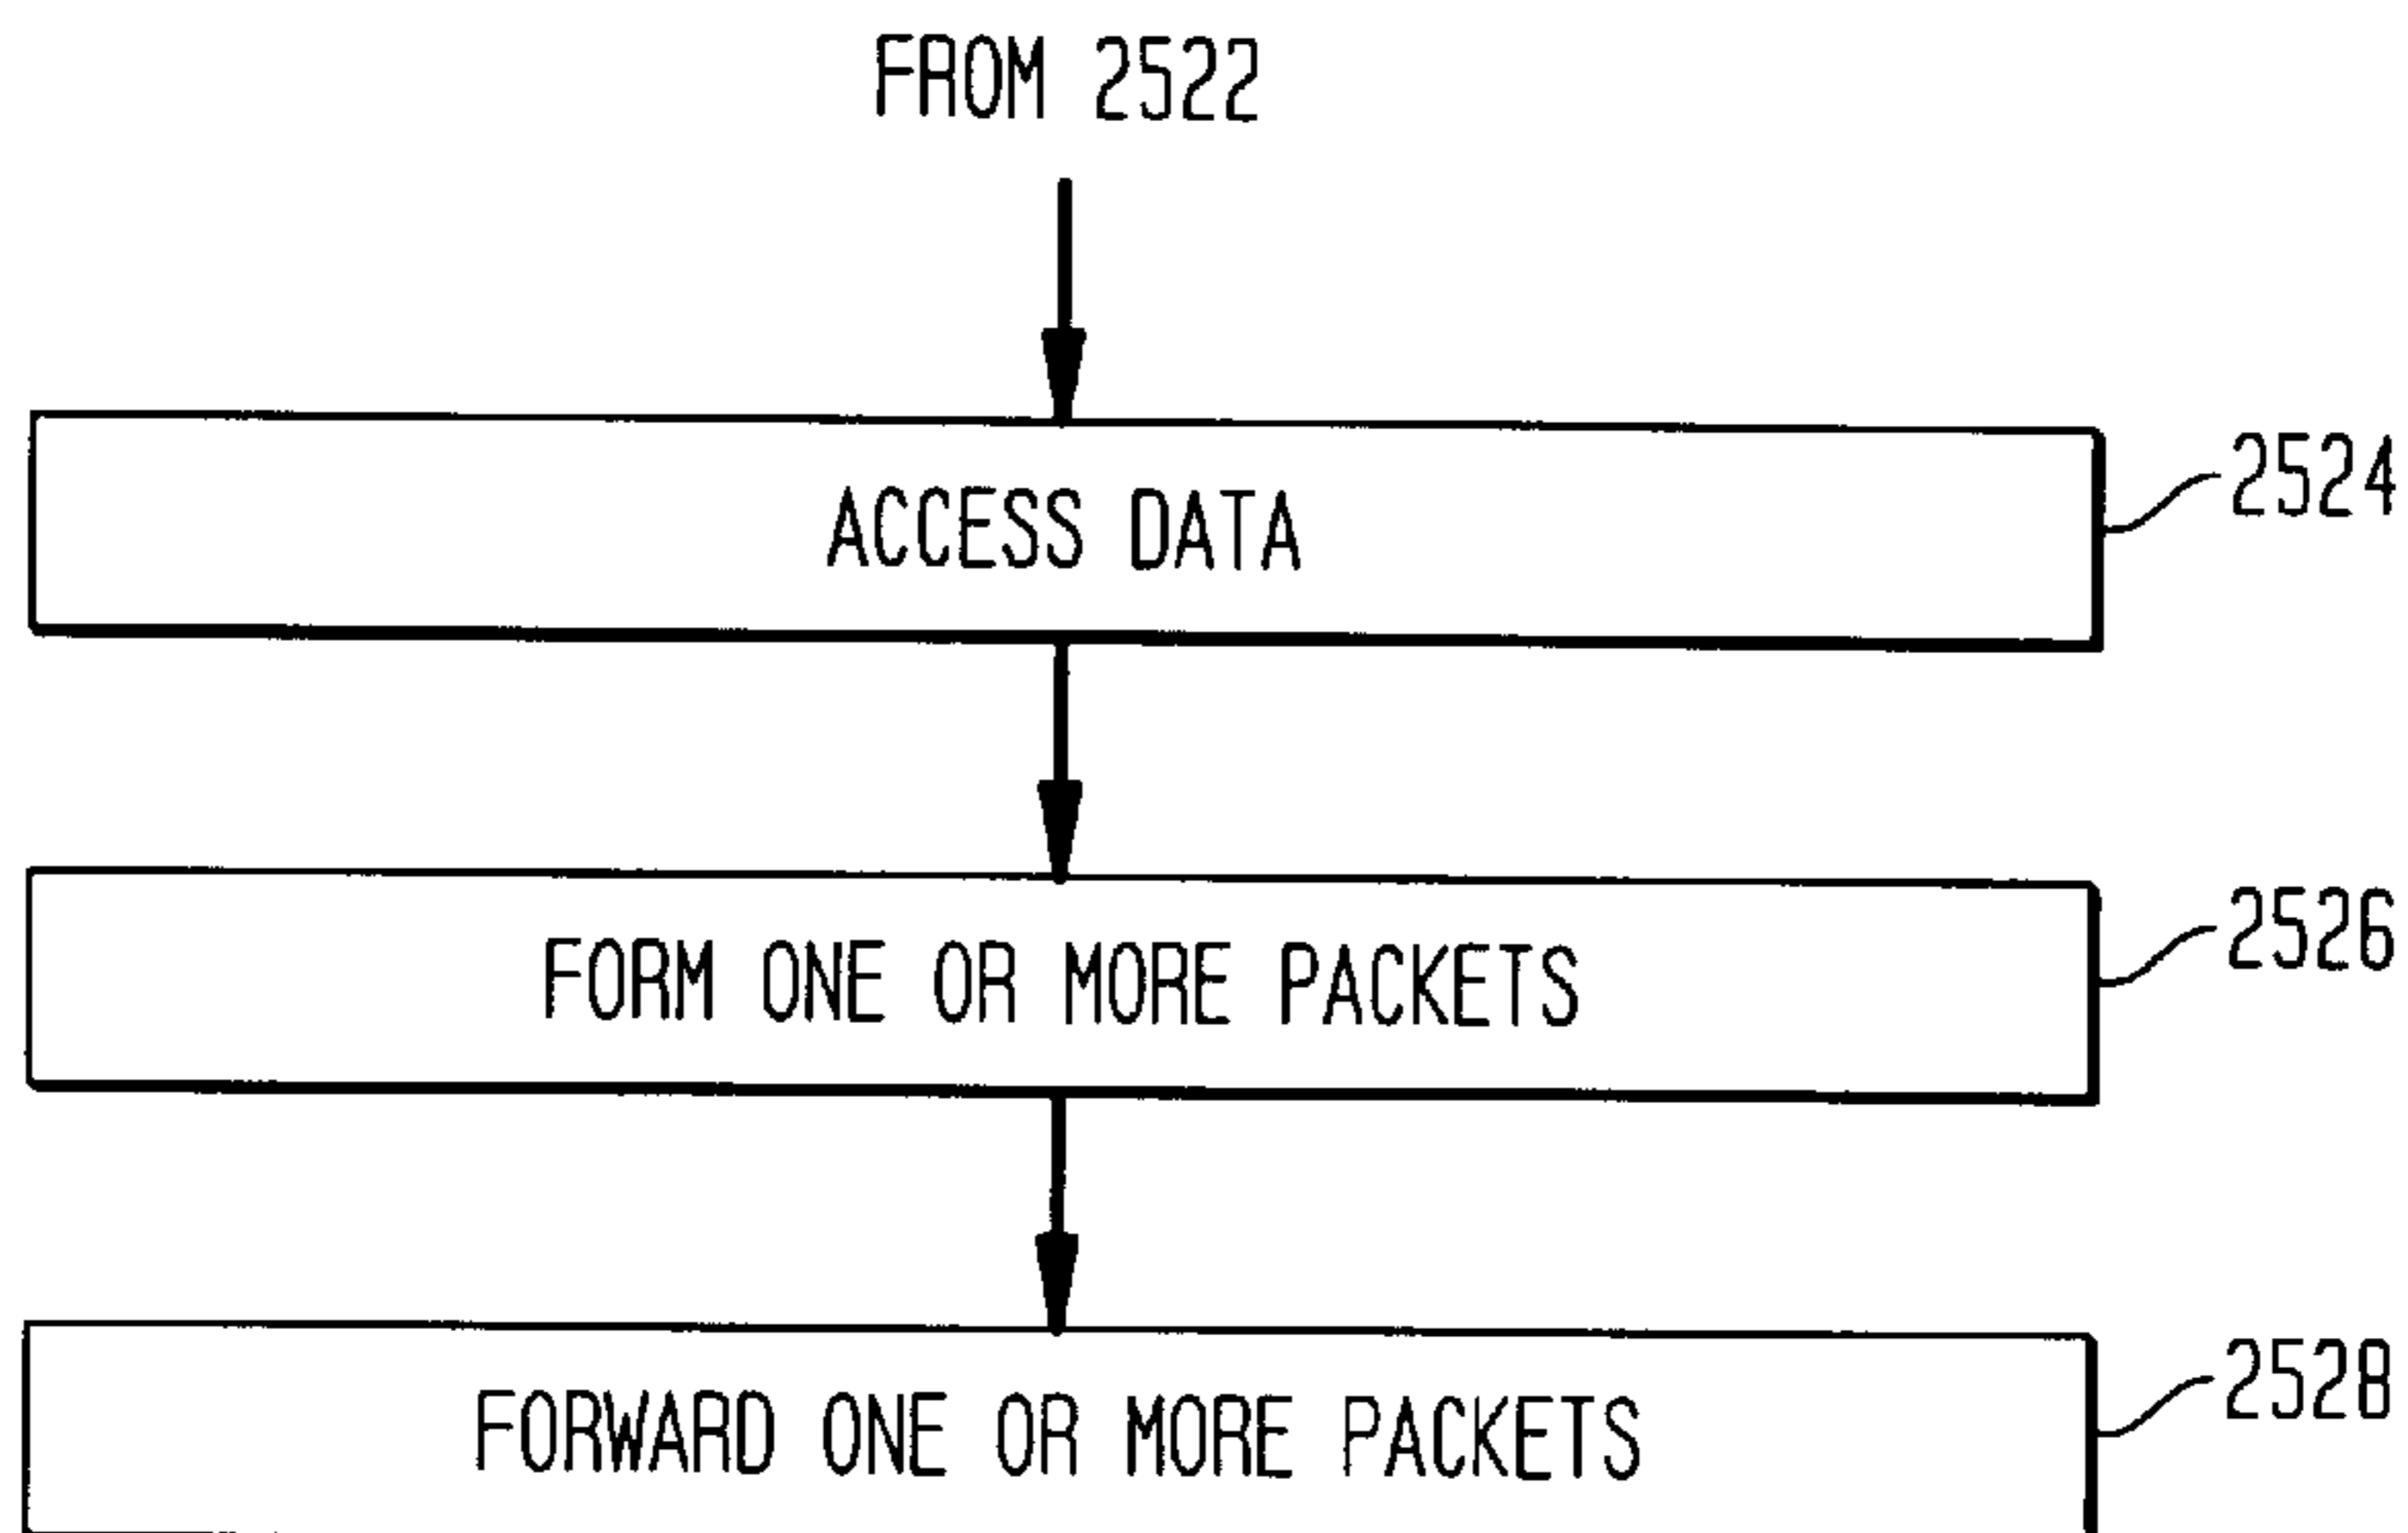 FROM 2522
ACCESS DATA
2524
FORM ONE OR MORE PACKETS
2526
FORWARD ONE OR MORE PACKETS
2528